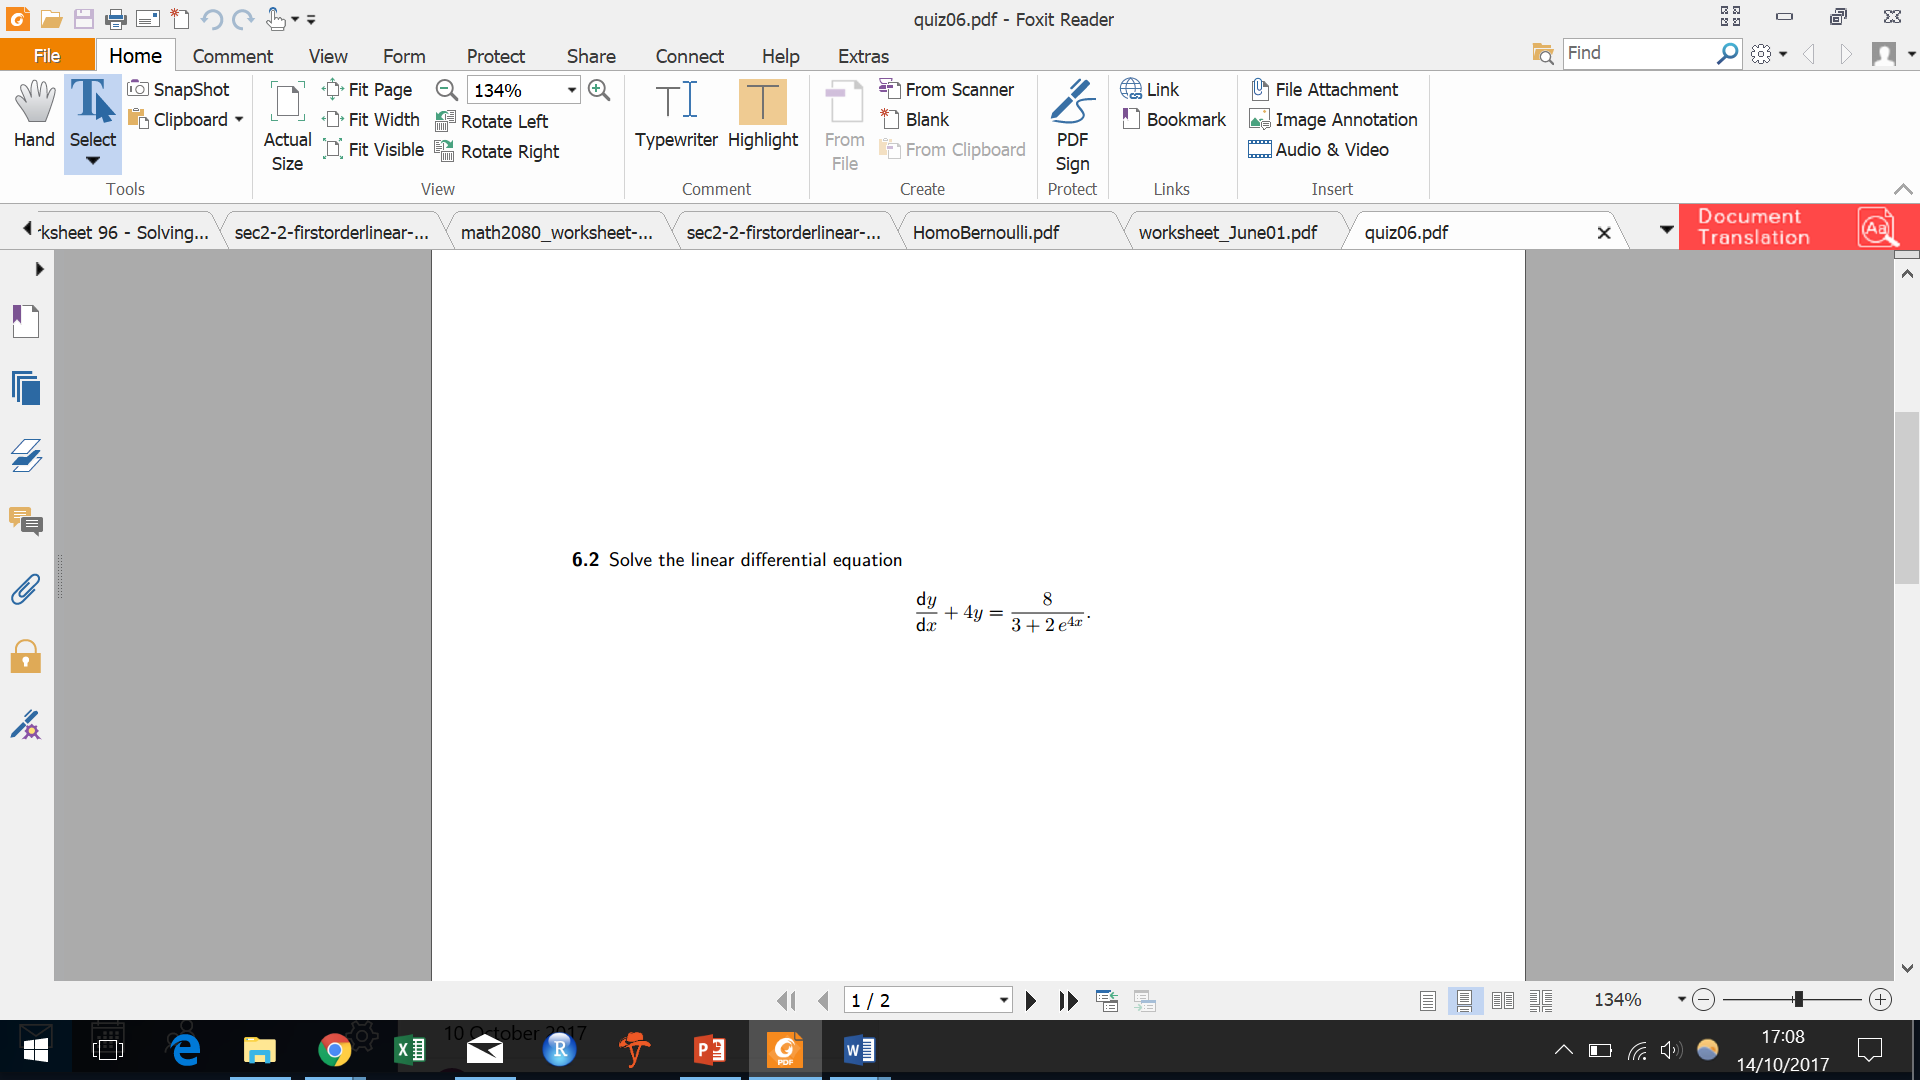 quiz06.pdf - Foxit Reader
File Home Comment View Form Protect Share Connect Help Extras Find
Hand
Select
SnapShot
Clipboard
Tools
Actual Size
Fit Page
Fit Width
Fit Visible
134%
Rotate Left
Rotate Right
View
Typewriter
Highlight
Comment
From File
From Scanner
Blank
From Clipboard
Create
PDF Sign
Protect
Link
Bookmark
Links
File Attachment
Image Annotation
Audio & Video
Insert
ksheet 96 - Solving... sec2-2-firstorderlinear-... math2080_worksheet-... sec2-2-firstorderlinear-... HomoBernoulli.pdf worksheet_June01.pdf quiz06.pdf
Document
Translation
6.2 Solve the linear differential equation
dy/dx + 4y = 8/(3 + 2 e^{4x}).
1 / 2
134%
10 October 2017
17:08
14/10/2017